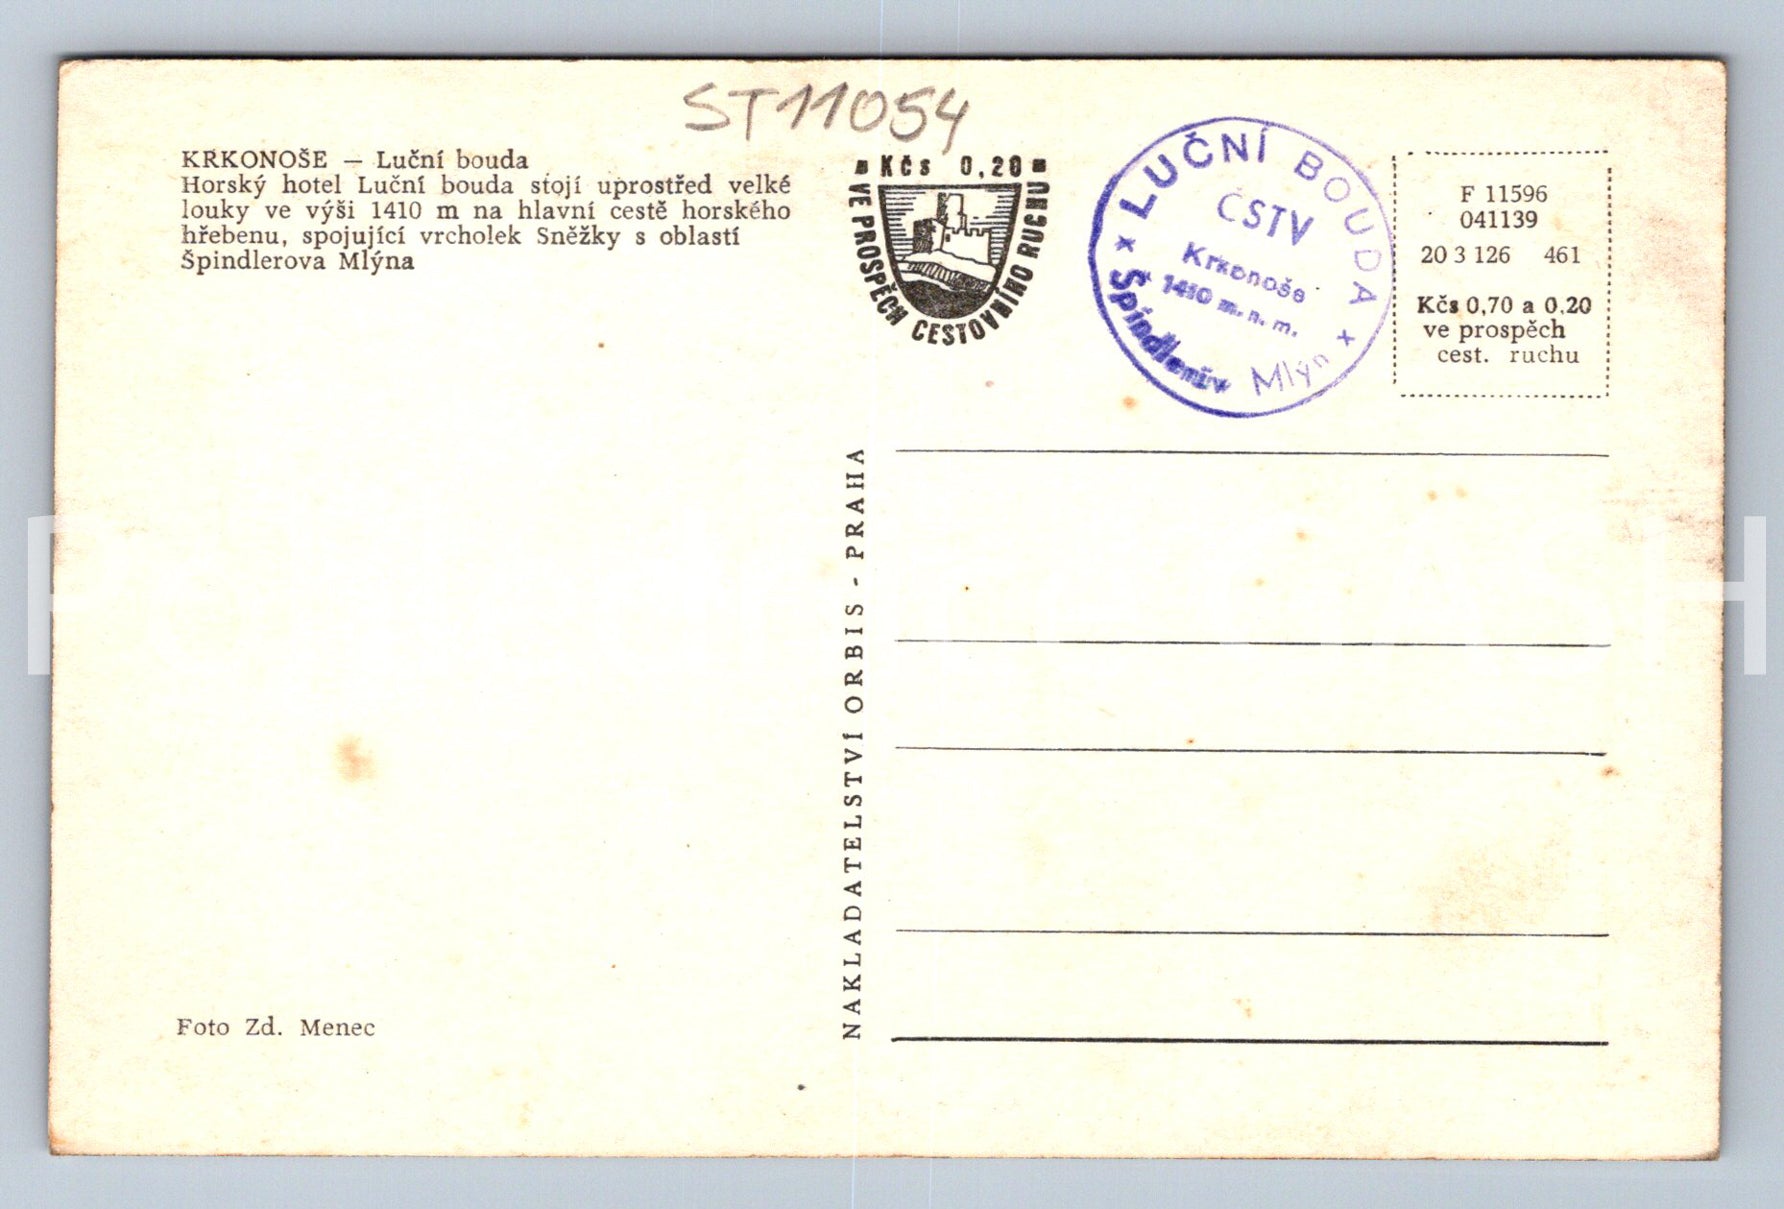 ST11054
KRKONOŠE — Luční bouda
Horský hotel Luční bouda stojí uprostřed velké
louky ve výši 1410 m na hlavní cestě horského
hřebenu, spojující vrcholek Sněžky s oblastí
Špindlerova Mlýna
Kčs 0,20
VE PROSPĚCH CESTOVNÍHO RUCHU
LUČNÍ BOUDA
ČSTV
Krkonoše
1410 m. n. m.
x Špindlerův Mlýn x
F 11596
041139
20 3 126 461
Kčs 0,70 a 0,20
ve prospěch
cest. ruchu
NAKLADATELSTVÍ ORBIS - PRAHA
Foto Zd. Menec